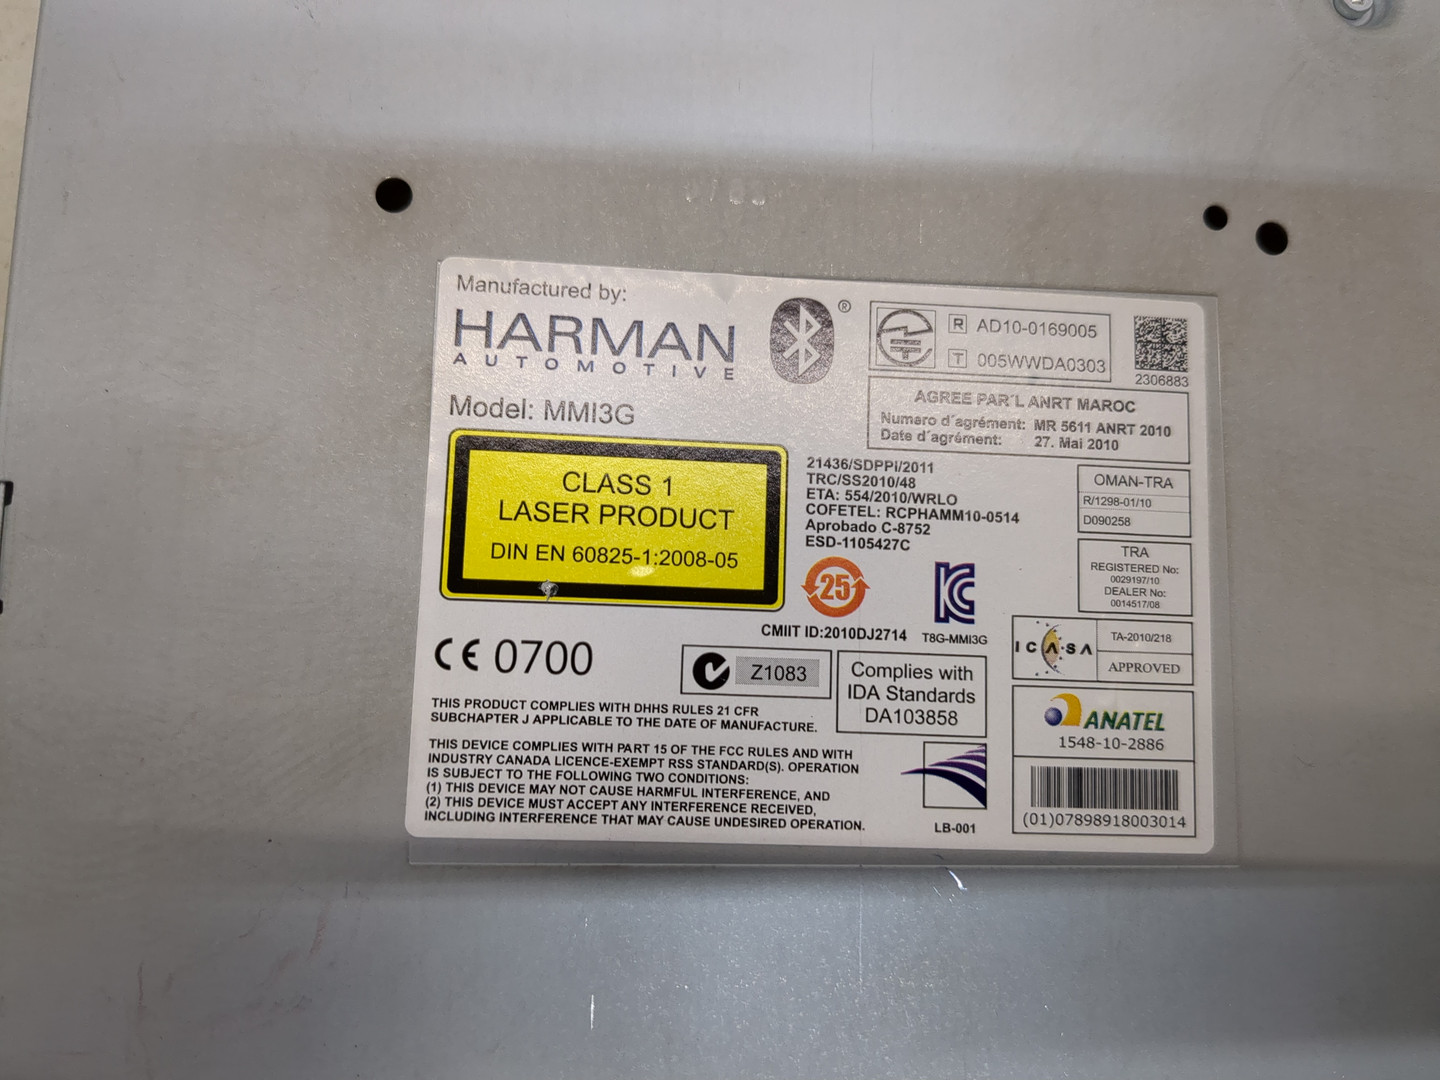 Manufactured by:
HARMAN
AUTOMOTIVE
®
Model: MMI3G
R AD10-0169005
T 005WWDA0303
2306883
AGREE PAR´L ANRT MAROC
Numero d´agrément: MR 5611 ANRT 2010
Date d´agrément: 27. Mai 2010
CLASS 1
LASER PRODUCT
DIN EN 60825-1:2008-05
21436/SDPPI/2011
TRC/SS2010/48
ETA: 554/2010/WRLO
COFETEL: RCPHAMM10-0514
Aprobado C-8752
ESD-1105427C
OMAN-TRA
R/1298-01/10
D090258
TRA
REGISTERED No:
0029197/10
DEALER No:
0014517/08
25
KC
CMIIT ID:2010DJ2714
T8G-MMI3G
ICASA
TA-2010/218
APPROVED
CE 0700
Z1083
Complies with
IDA Standards
DA103858
THIS PRODUCT COMPLIES WITH DHHS RULES 21 CFR
SUBCHAPTER J APPLICABLE TO THE DATE OF MANUFACTURE.
THIS DEVICE COMPLIES WITH PART 15 OF THE FCC RULES AND WITH
INDUSTRY CANADA LICENCE-EXEMPT RSS STANDARD(S). OPERATION
IS SUBJECT TO THE FOLLOWING TWO CONDITIONS:
(1) THIS DEVICE MAY NOT CAUSE HARMFUL INTERFERENCE, AND
(2) THIS DEVICE MUST ACCEPT ANY INTERFERENCE RECEIVED,
INCLUDING INTERFERENCE THAT MAY CAUSE UNDESIRED OPERATION.
LB-001
ANATEL
1548-10-2886
(01)07898918003014